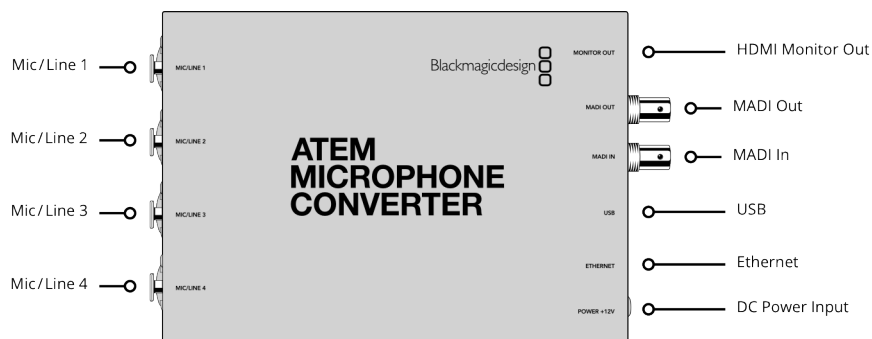 Mic/Line 1
Mic/Line 2
Mic/Line 3
Mic/Line 4
MIC/LINE 1
MIC/LINE 2
MIC/LINE 3
MIC/LINE 4
Blackmagicdesign
ATEM
MICROPHONE
CONVERTER
MONITOR OUT
MADI OUT
MADI IN
USB
ETHERNET
POWER +12V
HDMI Monitor Out
MADI Out
MADI In
USB
Ethernet
DC Power Input